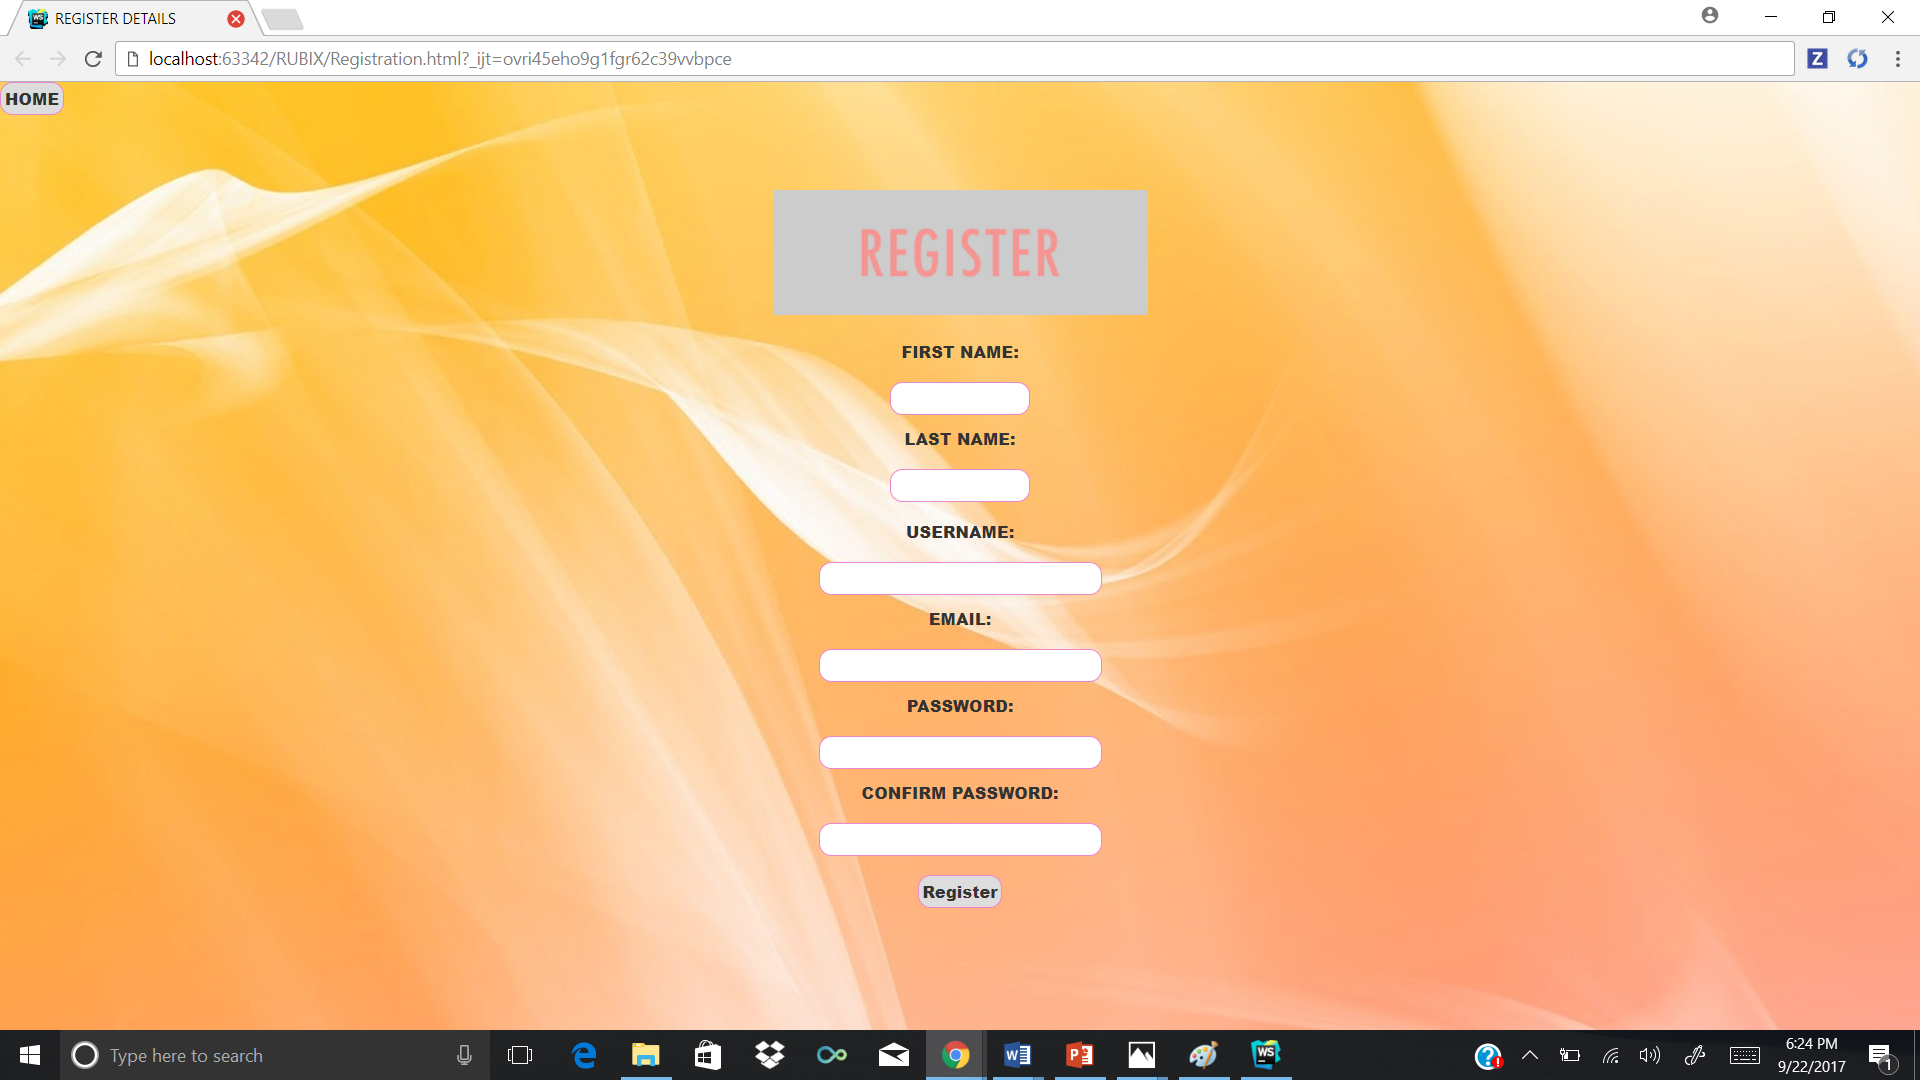 REGISTER DETAILS
localhost:63342/RUBIX/Registration.html?_ijt=ovri45eho9g1fgr62c39vvbpce
Z
HOME
REGISTER
FIRST NAME:
LAST NAME:
USERNAME:
EMAIL:
PASSWORD:
CONFIRM PASSWORD:
Register
Type here to search
6:24 PM
9/22/2017
1